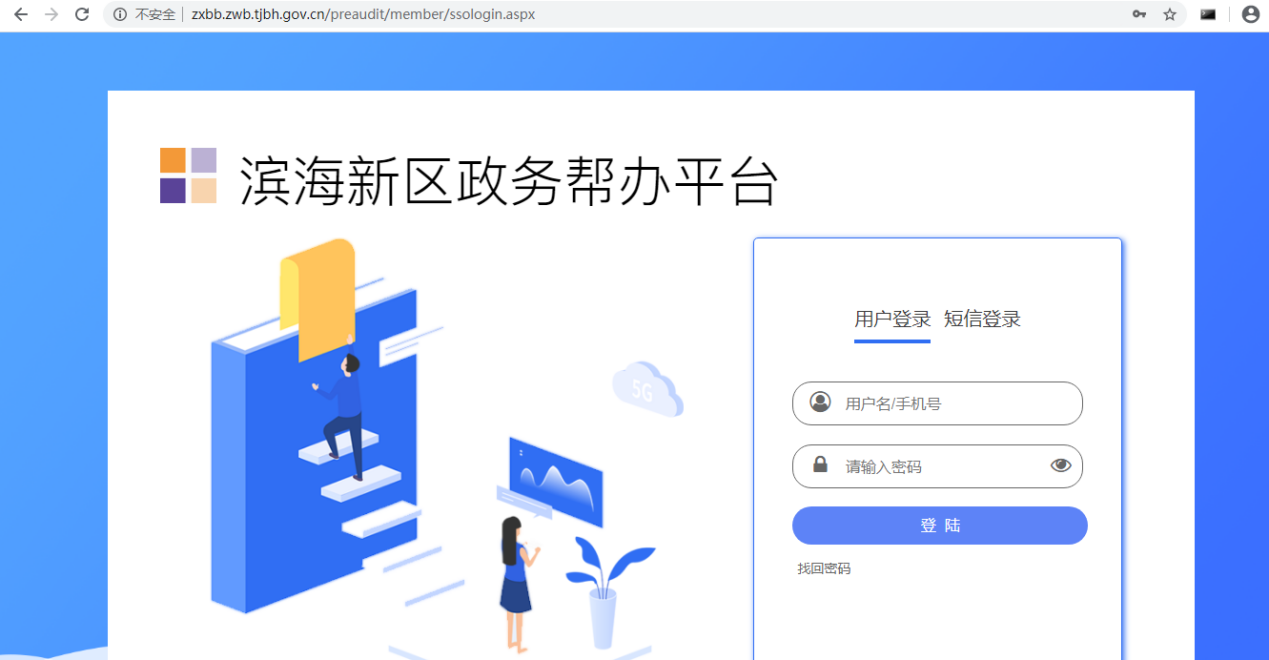 不安全 zxbb.zwb.tjbh.gov.cn/preaudit/member/ssologin.aspx
滨海新区政务帮办平台
用户登录 短信登录
5G
用户名/手机号
请输入密码
登 陆
找回密码